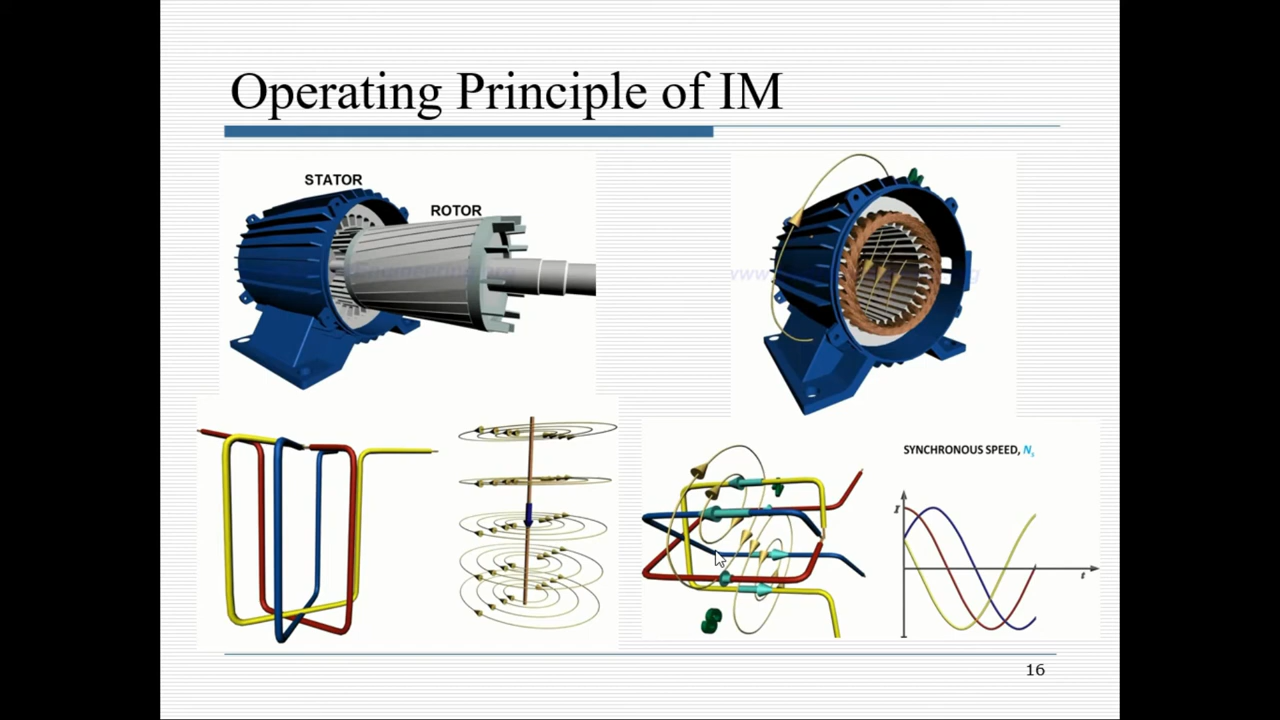 Operating Principle of IM
STATOR
ROTOR
SYNCHRONOUS SPEED, Ns
I
t
16